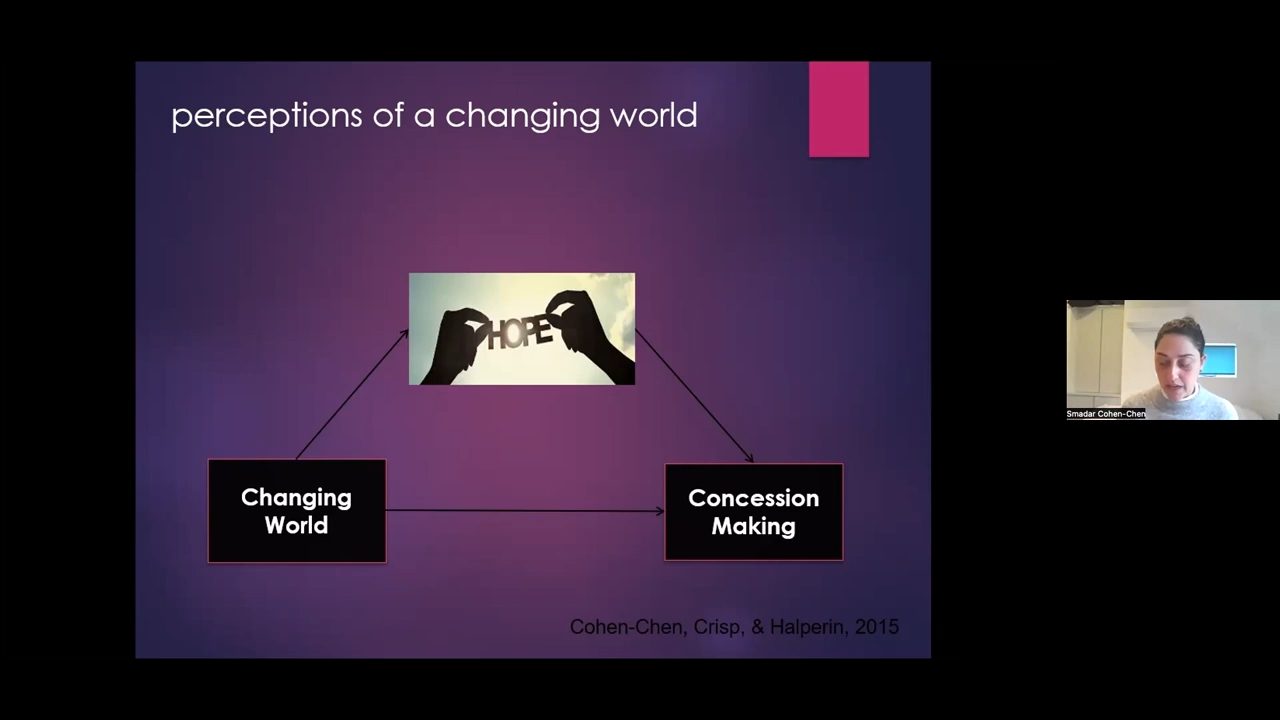 perceptions of a changing world
HOPE
Changing
World
Concession
Making
Cohen-Chen, Crisp, & Halperin, 2015
Smadar Cohen-Chen